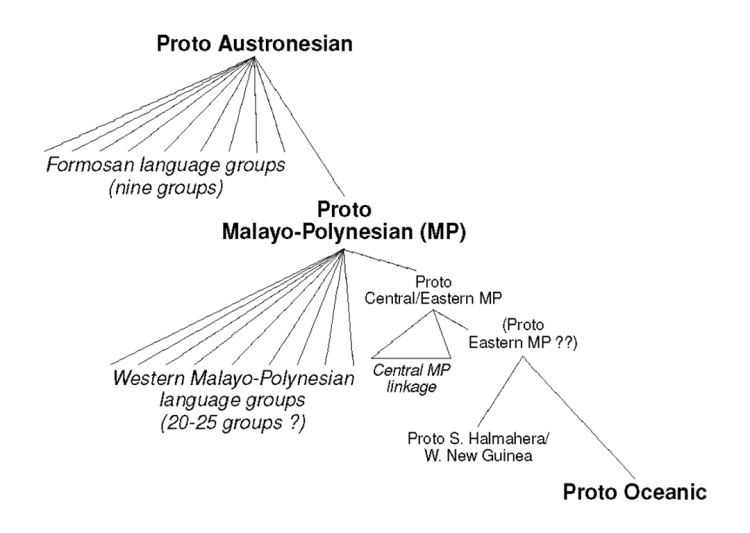 Proto Austronesian
Formosan language groups
(nine groups)
Proto
Malayo-Polynesian (MP)
Proto
Central/Eastern MP
(Proto
Eastern MP ??)
Central MP
linkage
Western Malayo-Polynesian
language groups
(20-25 groups ?)
Proto S. Halmahera/
W. New Guinea
Proto Oceanic